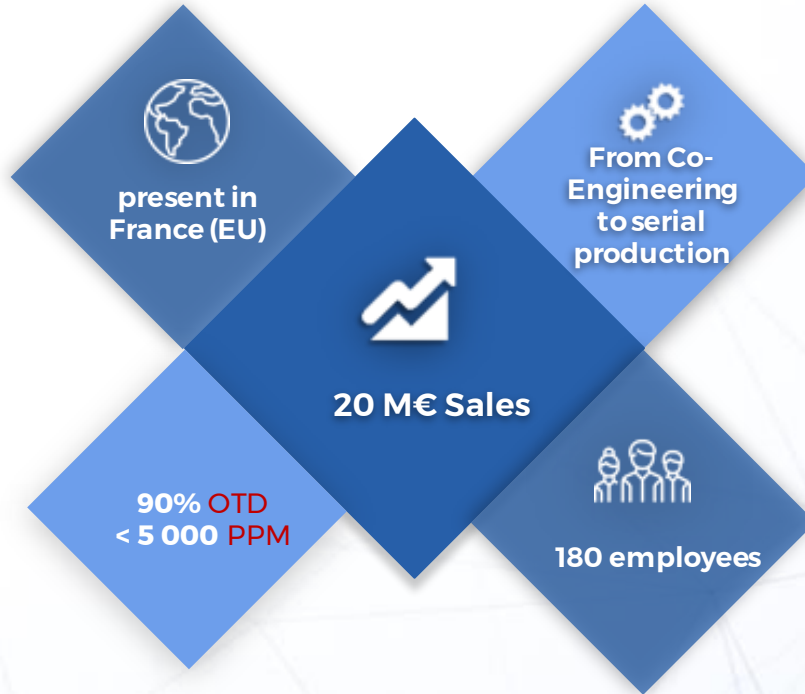 present in
France (EU)
From Co-
Engineering
to serial
production
20 M€ Sales
90% OTD
< 5 000 PPM
180 employees